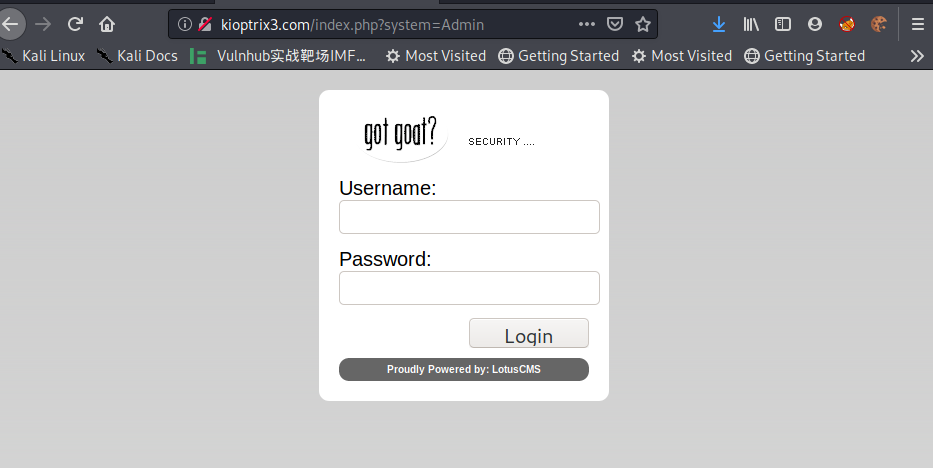 kioptrix3.com/index.php?system=Admin
Kali Linux Kali Docs Vulnhub实战靶场IMF... Most Visited Getting Started Most Visited Getting Started
got goat? SECURITY ....
Username:
Password:
Login
Proudly Powered by: LotusCMS